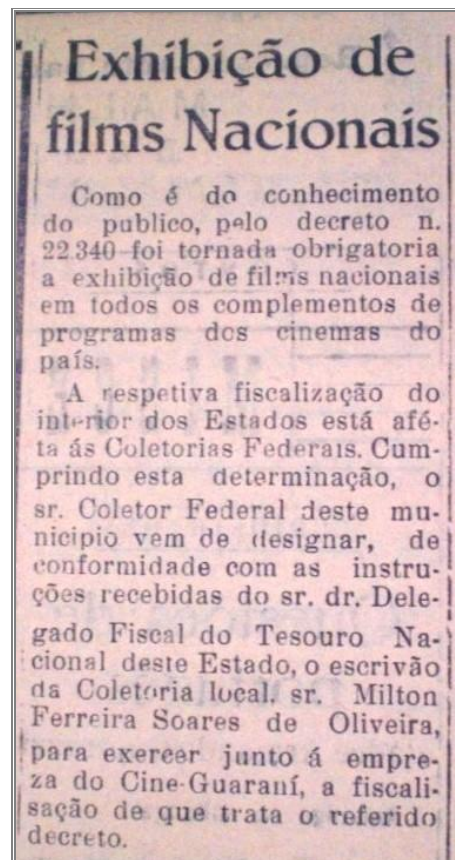 Exhibição de
films Nacionais
Como é do conhecimento
do publico, pelo decreto n.
22.340 foi tornada obrigatoria
a exhibição de films nacionais
em todos os complementos de
programas dos cinemas do
país.
A respetiva fiscalização do
interior dos Estados está afé-
ta ás Coletorias Federais. Cum-
prindo esta determinação, o
sr. Coletor Federal deste mu-
nicipio vem de designar, de
conformidade com as instru-
ções recebidas do sr. dr. Dele-
gado Fiscal do Tesouro Na-
cional deste Estado, o escrivão
da Coletoria local. sr. Milton
Ferreira Soares de Oliveira,
para exercer junto á empre-
za do Cine-Guaraní, a fiscali-
sação de que trata o referido
decreto.